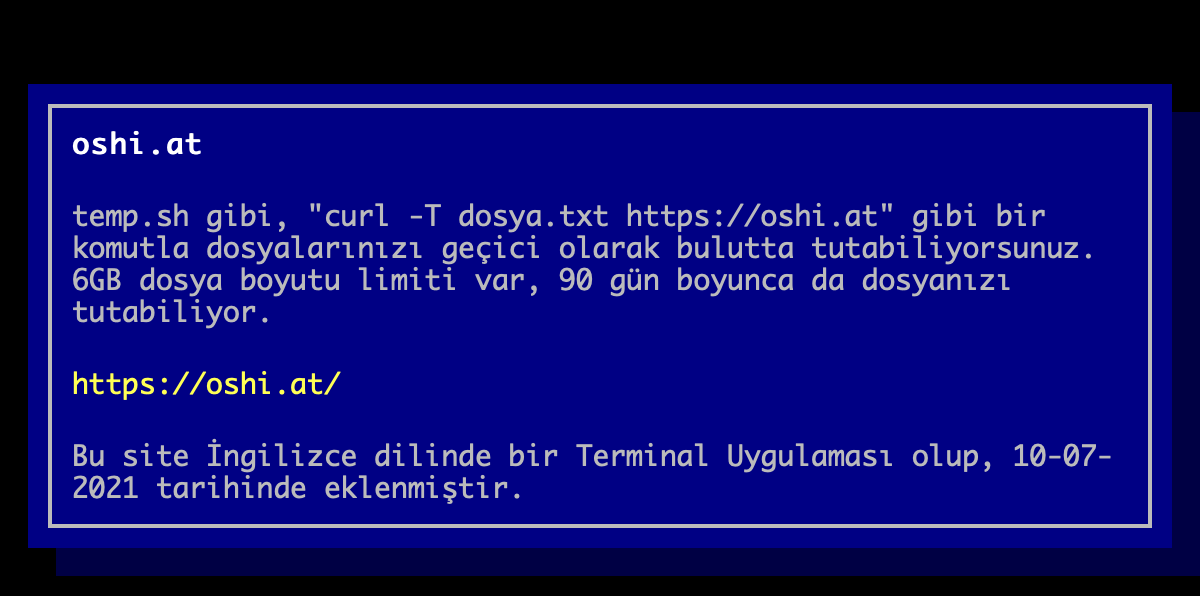 oshi.at
temp.sh gibi, "curl -T dosya.txt https://oshi.at" gibi bir
komutla dosyalarınızı geçici olarak bulutta tutabiliyorsunuz.
6GB dosya boyutu limiti var, 90 gün boyunca da dosyanızı
tutabiliyor.
https://oshi.at/
Bu site İngilizce dilinde bir Terminal Uygulaması olup, 10-07-
2021 tarihinde eklenmiştir.